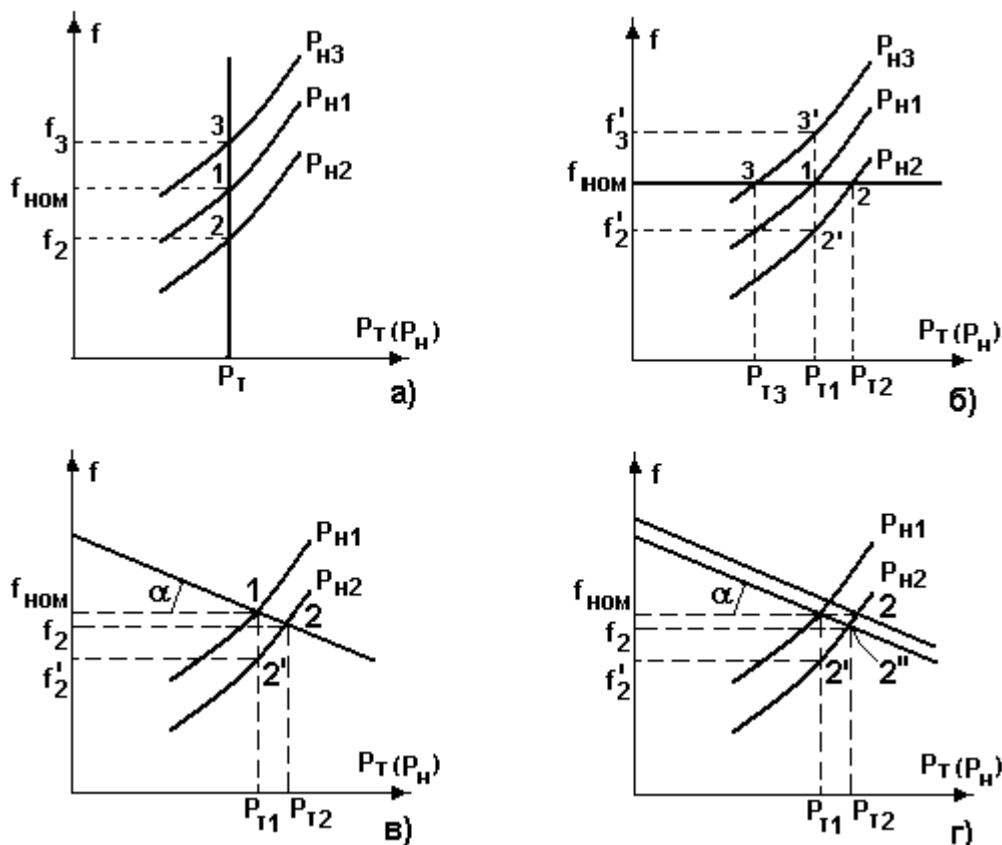 f
P_н3
P_н1
P_н2
3
1
2
f_3
f_ном
f_2
P_т(P_н)
P_т
а)
f
P_н3
P_н1
P_н2
3'
3
1
2
2'
f'_3
f_ном
f'_2
P_т(P_н)
P_т3
P_т1
P_т2
б)
f
P_н1
P_н2
α
1
2
2'
f_ном
f_2
f'_2
P_т(P_н)
P_т1
P_т2
в)
f
P_н1
P_н2
α
2
2'
2"
f_ном
f_2
f'_2
P_т(P_н)
P_т1
P_т2
г)